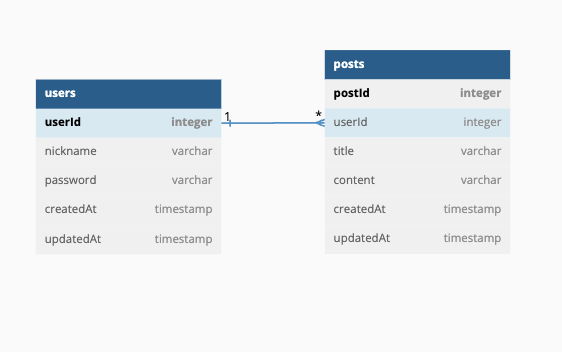 users
userId integer
nickname varchar
password varchar
createdAt timestamp
updatedAt timestamp
1
*
posts
postId integer
userId integer
title varchar
content varchar
createdAt timestamp
updatedAt timestamp